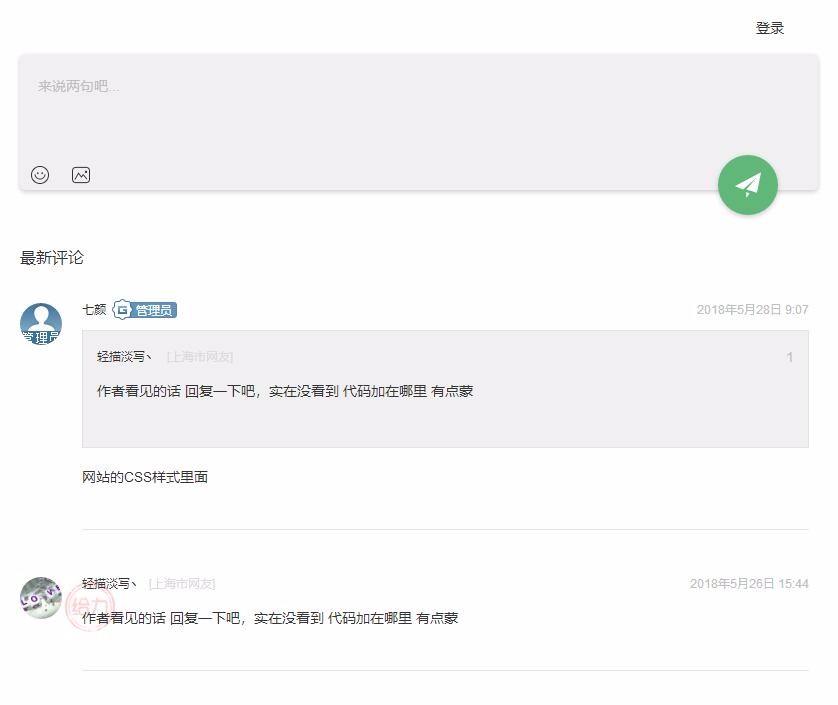 登录
来说两句吧...
最新评论
七颜 管理员 2018年5月28日 9:07
管理员
轻描淡写丶 [上海市网友] 1
作者看见的话 回复一下吧，实在没看到 代码加在哪里 有点蒙
网站的CSS样式里面
轻描淡写丶 [上海市网友] 2018年5月26日 15:44
LOVE
给力
作者看见的话 回复一下吧，实在没看到 代码加在哪里 有点蒙